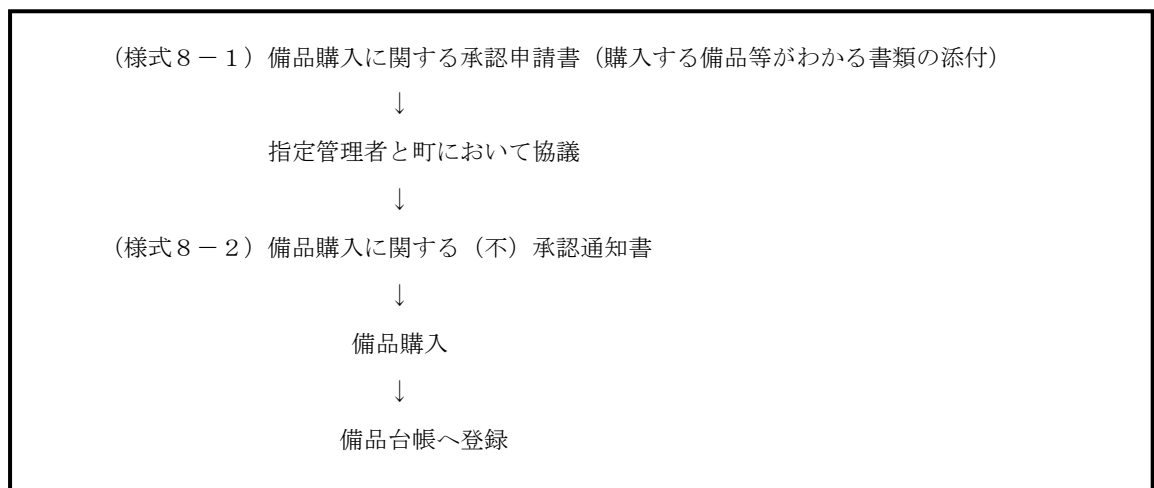 （様式８－１）備品購入に関する承認申請書（購入する備品等がわかる書類の添付）
↓
指定管理者と町において協議
↓
（様式８－２）備品購入に関する（不）承認通知書
↓
備品購入
↓
備品台帳へ登録